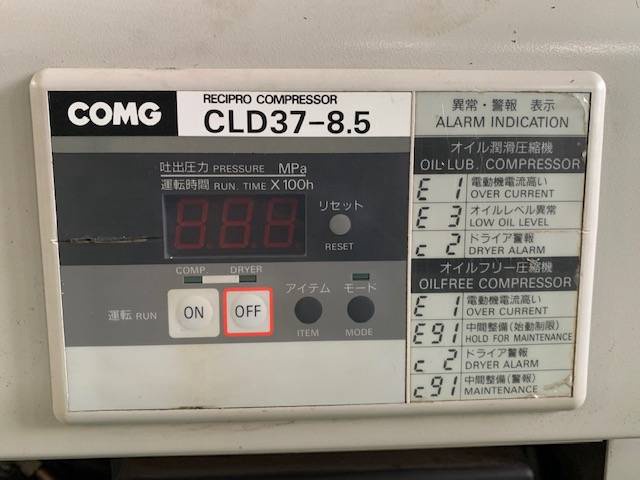 COMG
RECIPRO COMPRESSOR
CLD37-8.5
吐出圧力 PRESSURE MPa
運転時間 RUN. TIME X100h
888
リセット
RESET
COMP DRYER
運転 RUN
ON
OFF
アイテム
ITEM
モード
MODE
異常・警報 表示
ALARM INDICATION
オイル潤滑圧縮機
OIL LUB. COMPRESSOR
E 1 電動機電流高い
OVER CURRENT
E 3 オイルレベル異常
LOW OIL LEVEL
c 2 ドライア警報
DRYER ALARM
オイルフリー圧縮機
OILFREE COMPRESSOR
E 1 電動機電流高い
OVER CURRENT
E91 中間整備(始動制限)
HOLD FOR MAINTENANCE
c 2 ドライア警報
DRYER ALARM
c91 中間整備(警報)
MAINTENANCE